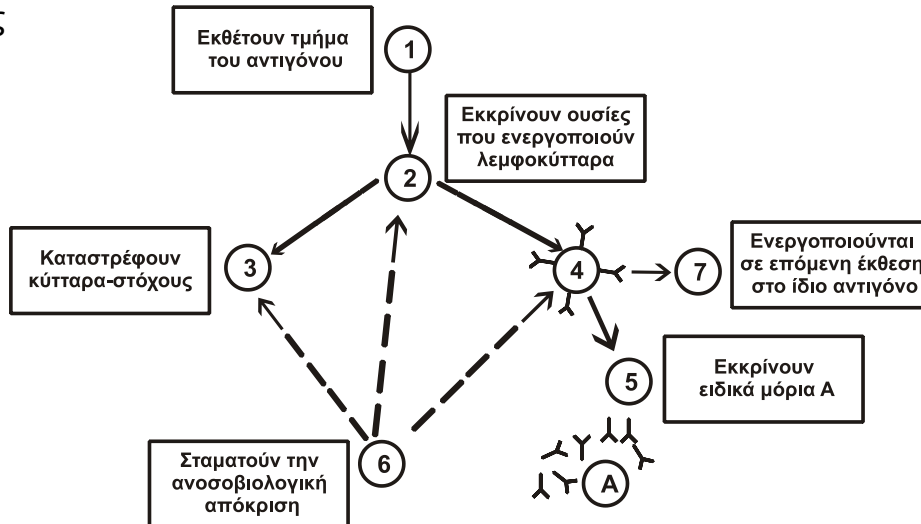 ς
Εκθέτουν τμήμα
του αντιγόνου
1
Εκκρίνουν ουσίες
που ενεργοποιούν
λεμφοκύτταρα
2
Καταστρέφουν
κύτταρα-στόχους
3
4
7
Ενεργοποιούνται
σε επόμενη έκθεση
στο ίδιο αντιγόνο
5
Εκκρίνουν
ειδικά μόρια Α
Σταματούν την
ανοσοβιολογική
απόκριση
6
Α